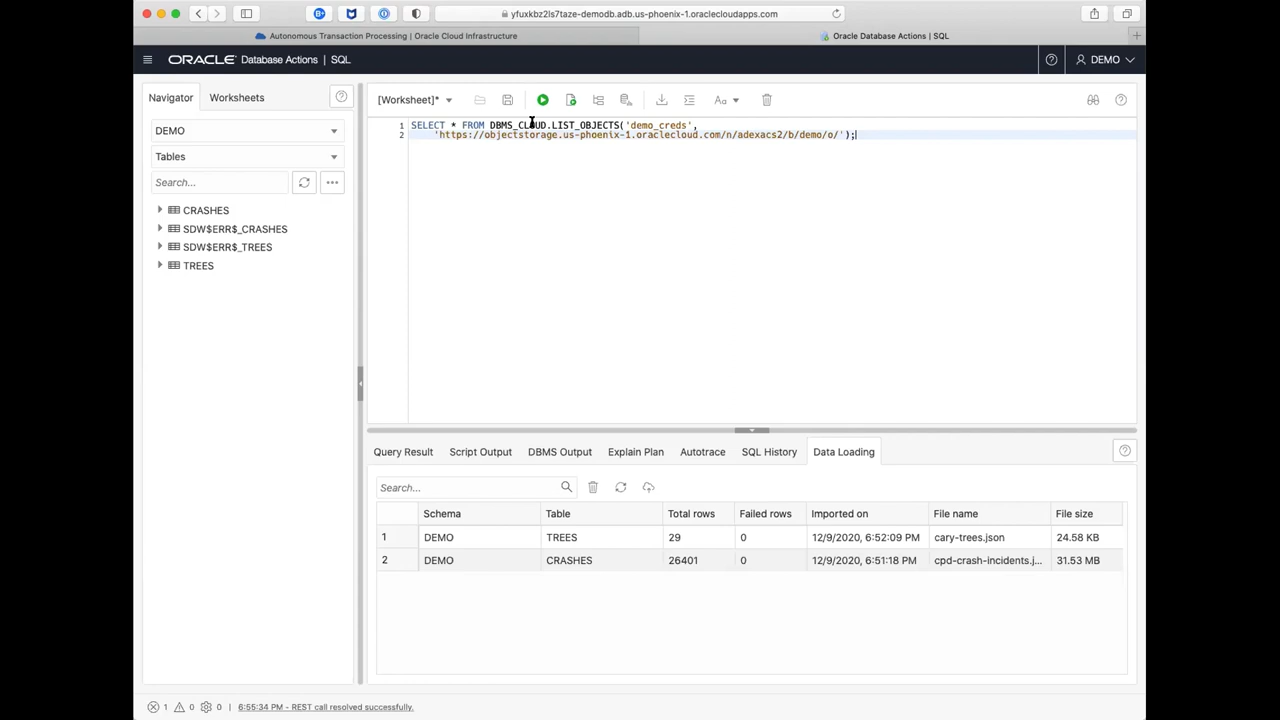 yfuxkbz2ls7taze-demodb.adb.us-phoenix-1.oraclecloudapps.com
Autonomous Transaction Processing | Oracle Cloud Infrastructure
Oracle Database Actions | SQL
ORACLE Database Actions | SQL
DEMO
Navigator Worksheets
[Worksheet]*
Aa
DEMO
Tables
Search...
CRASHES
SDW$ERR$_CRASHES
SDW$ERR$_TREES
TREES
1 SELECT * FROM DBMS_CLOUD.LIST_OBJECTS('demo_creds',
2 'https://objectstorage.us-phoenix-1.oraclecloud.com/n/adexacs2/b/demo/o/');
Query Result Script Output DBMS Output Explain Plan Autotrace SQL History Data Loading
Search...
Schema Table Total rows Failed rows Imported on File name File size
1 DEMO TREES 29 0 12/9/2020, 6:52:09 PM cary-trees.json 24.58 KB
2 DEMO CRASHES 26401 0 12/9/2020, 6:51:18 PM cpd-crash-incidents.j... 31.53 MB
1 0 0 | 6:55:34 PM - REST call resolved successfully.